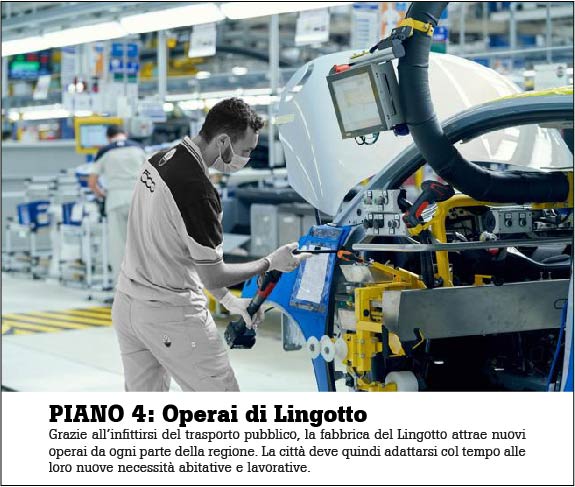 PIANO 4: Operai di Lingotto
Grazie all'infittirsi del trasporto pubblico, la fabbrica del Lingotto attrae nuovi
operai da ogni parte della regione. La città deve quindi adattarsi col tempo alle
loro nuove necessità abitative e lavorative.